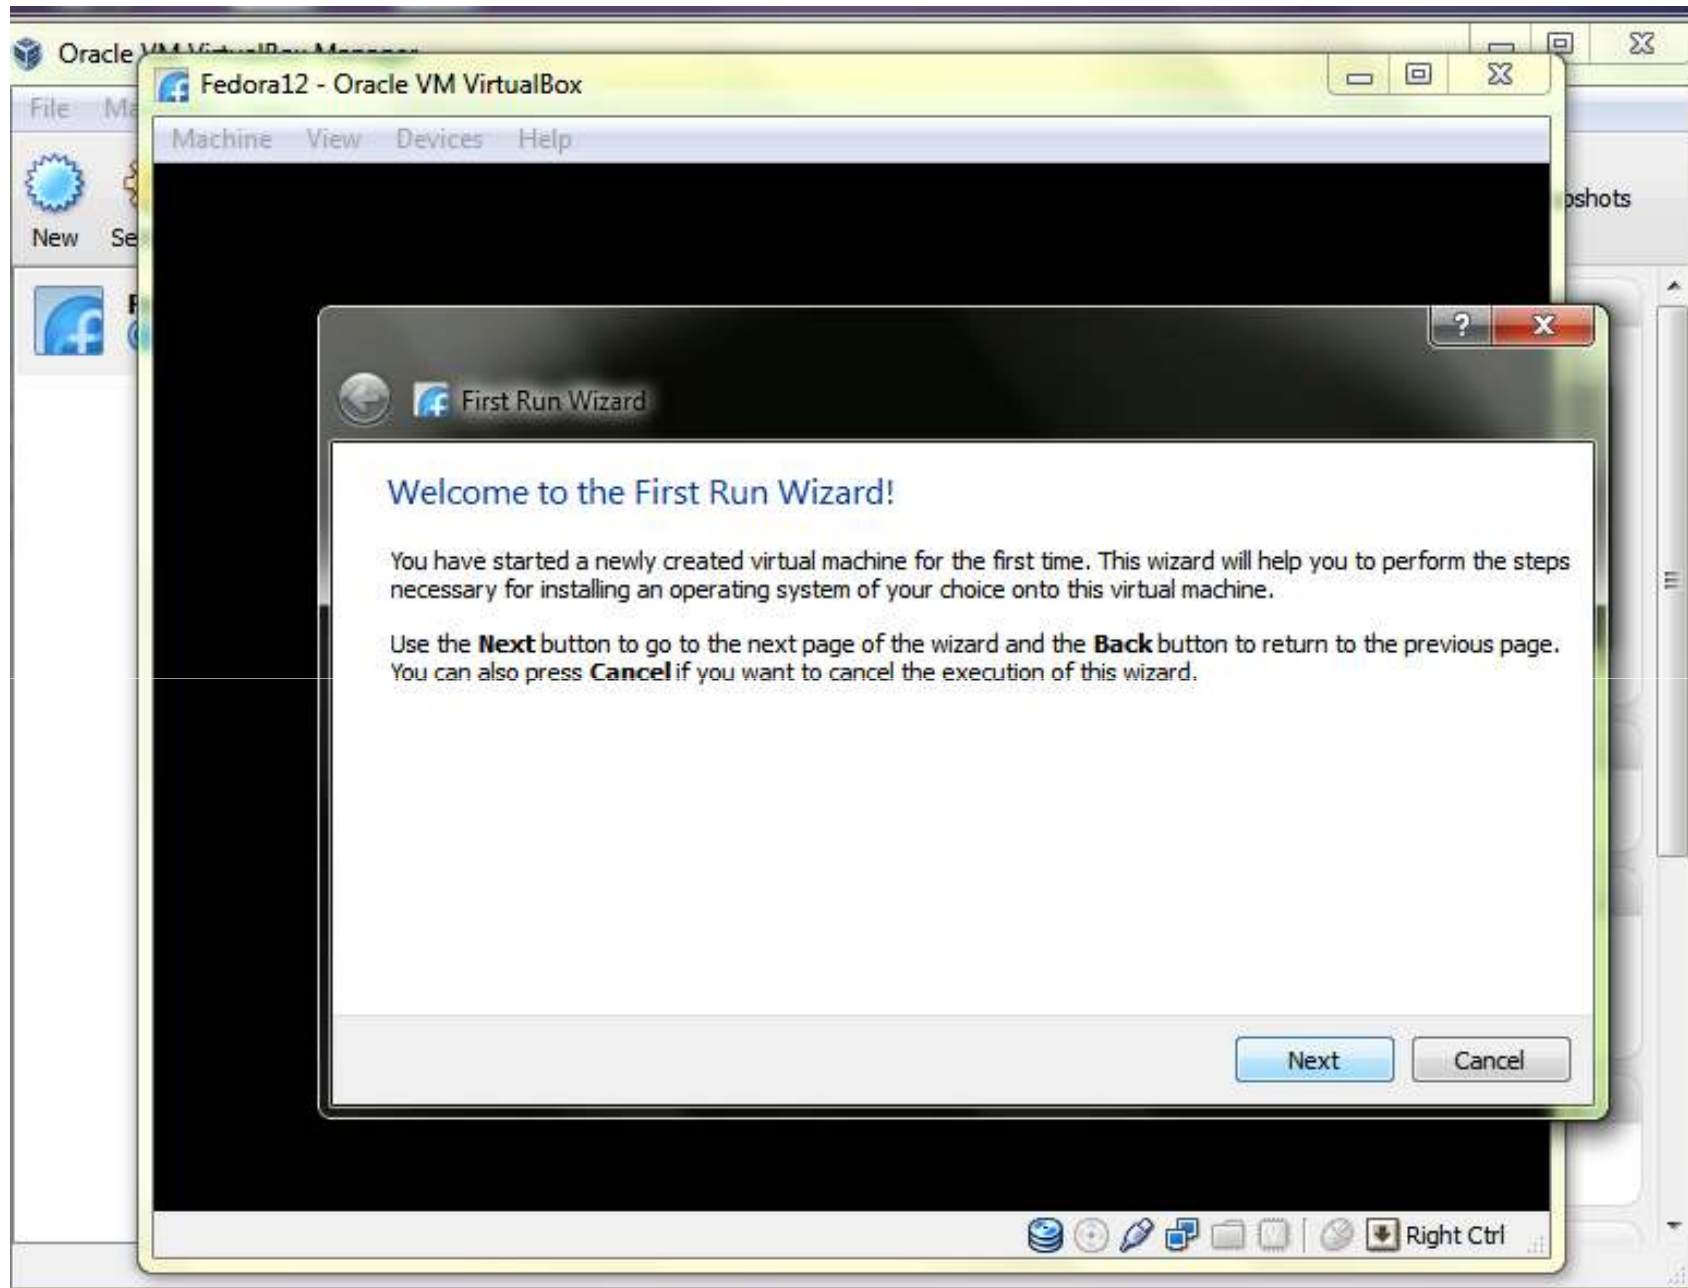 Oracle VM VirtualBox Manager
Fedora12 - Oracle VM VirtualBox
File
Machine View Devices Help
New
First Run Wizard
Welcome to the First Run Wizard!
You have started a newly created virtual machine for the first time. This wizard will help you to perform the steps
necessary for installing an operating system of your choice onto this virtual machine.
Use the Next button to go to the next page of the wizard and the Back button to return to the previous page.
You can also press Cancel if you want to cancel the execution of this wizard.
Next Cancel
Right Ctrl